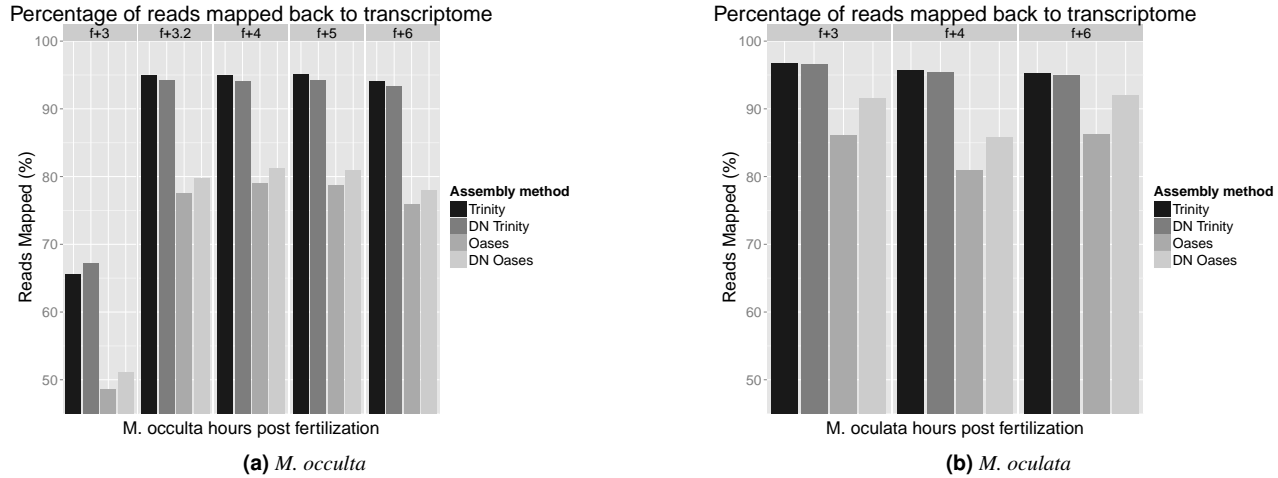 Percentage of reads mapped back to transcriptome
f+3 f+3.2 f+4 f+5 f+6
100
90
80
70
60
50
Reads Mapped (%)
M. occulta hours post fertilization
Assembly method
Trinity
DN Trinity
Oases
DN Oases
(a) M. occulta
Percentage of reads mapped back to transcriptome
f+3 f+4 f+6
100
90
80
70
60
50
Reads Mapped (%)
M. oculata hours post fertilization
Assembly method
Trinity
DN Trinity
Oases
DN Oases
(b) M. oculata